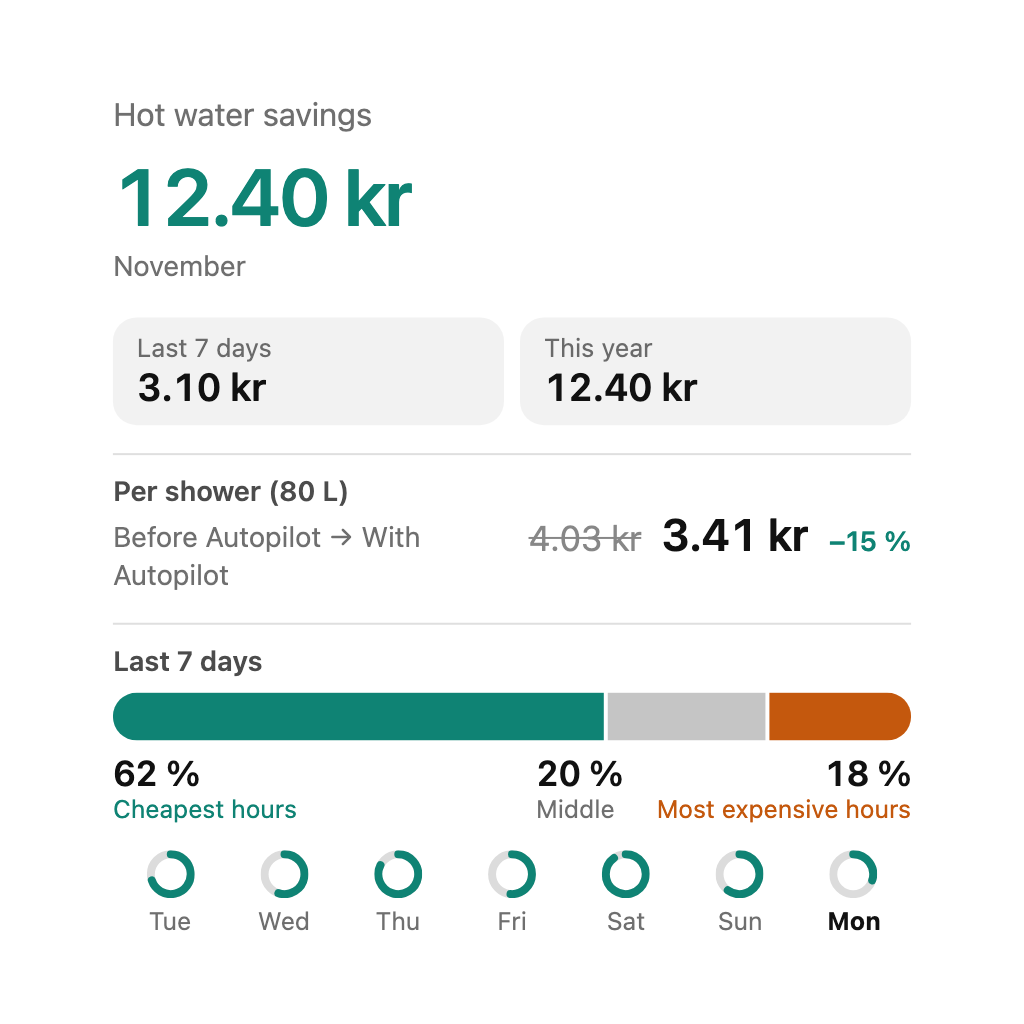 Hot water savings
12.40 kr
November
Last 7 days
3.10 kr
This year
12.40 kr
Per shower (80 L)
Before Autopilot → With
Autopilot
4.03 kr 3.41 kr –15 %
Last 7 days
62 % 20 % 18 %
Cheapest hours Middle Most expensive hours
Tue Wed Thu Fri Sat Sun Mon